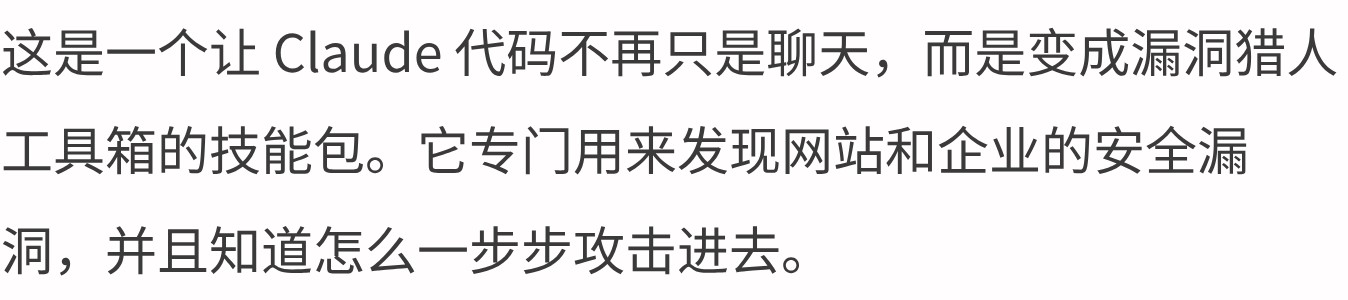 这是一个让 Claude 代码不再只是聊天，而是变成漏洞猎人
工具箱的技能包。它专门用来发现网站和企业的安全漏
洞，并且知道怎么一步步攻击进去。